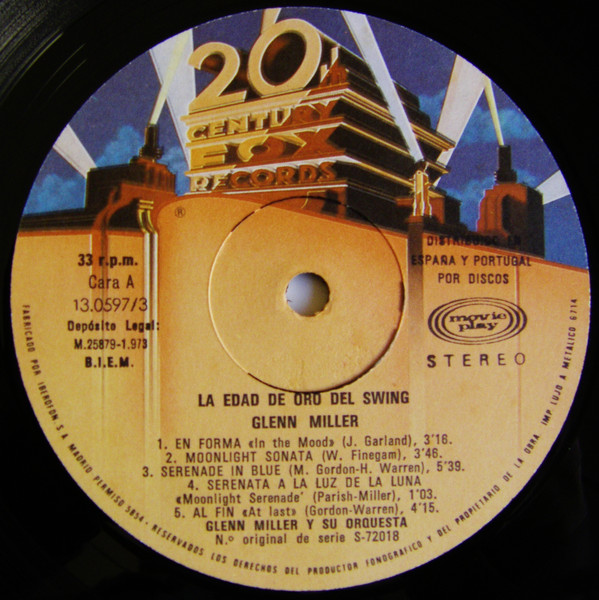 20th
CENTURY
FOX
RECORDS
®
33 r.p.m.
Cara A
13.0597/3
Depósito Legal:
M.25879-1.973
B.I.E.M.
ESPAÑA Y PORTUGAL
POR DISCOS
movie
play
STEREO
LA EDAD DE ORO DEL SWING
GLENN MILLER
1. EN FORMA «In the Mood» (J. Garland), 3'16.
2. MOONLIGHT SONATA (W. Finegam), 3'46.
3. SERENADE IN BLUE (M. Gordon-H. Warren), 5'39.
4. SERENATA A LA LUZ DE LA LUNA
«Moonlight Serenade' (Parish-Miller), 1'03.
5. AL FIN «At last» (Gordon-Warren), 4'15.
GLENN MILLER Y SU ORQUESTA
N.º original de serie S-72018
FABRICADO POR IBEROFON S A MADRID PERMISO 5854 - RESERVADOS LOS DERECHOS DEL PRODUCTOR FONOGRAFICO Y DEL PROPIETARIO DE LA OBRA. IMP LUJO A METALICO 6714